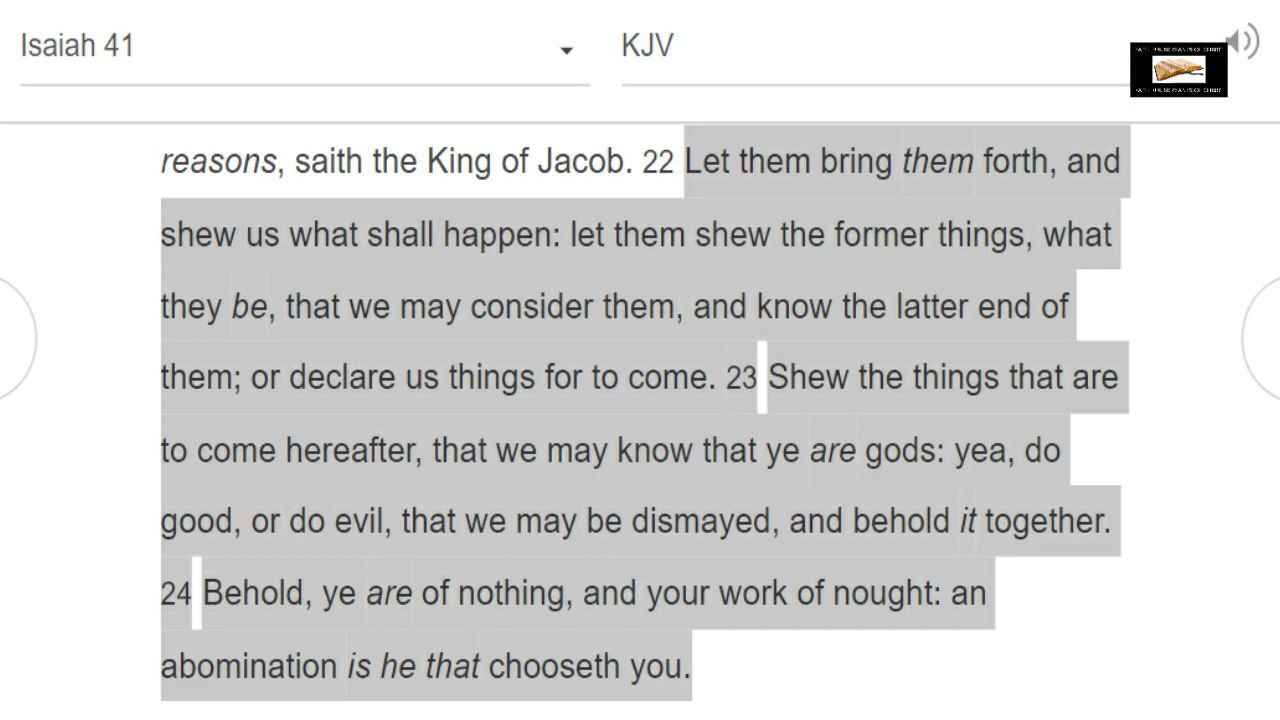 Isaiah 41
KJV
reasons, saith the King of Jacob. 22 Let them bring them forth, and
shew us what shall happen: let them shew the former things, what
they be, that we may consider them, and know the latter end of
them; or declare us things for to come. 23 Shew the things that are
to come hereafter, that we may know that ye are gods: yea, do
good, or do evil, that we may be dismayed, and behold it together.
24 Behold, ye are of nothing, and your work of nought: an
abomination is he that chooseth you.